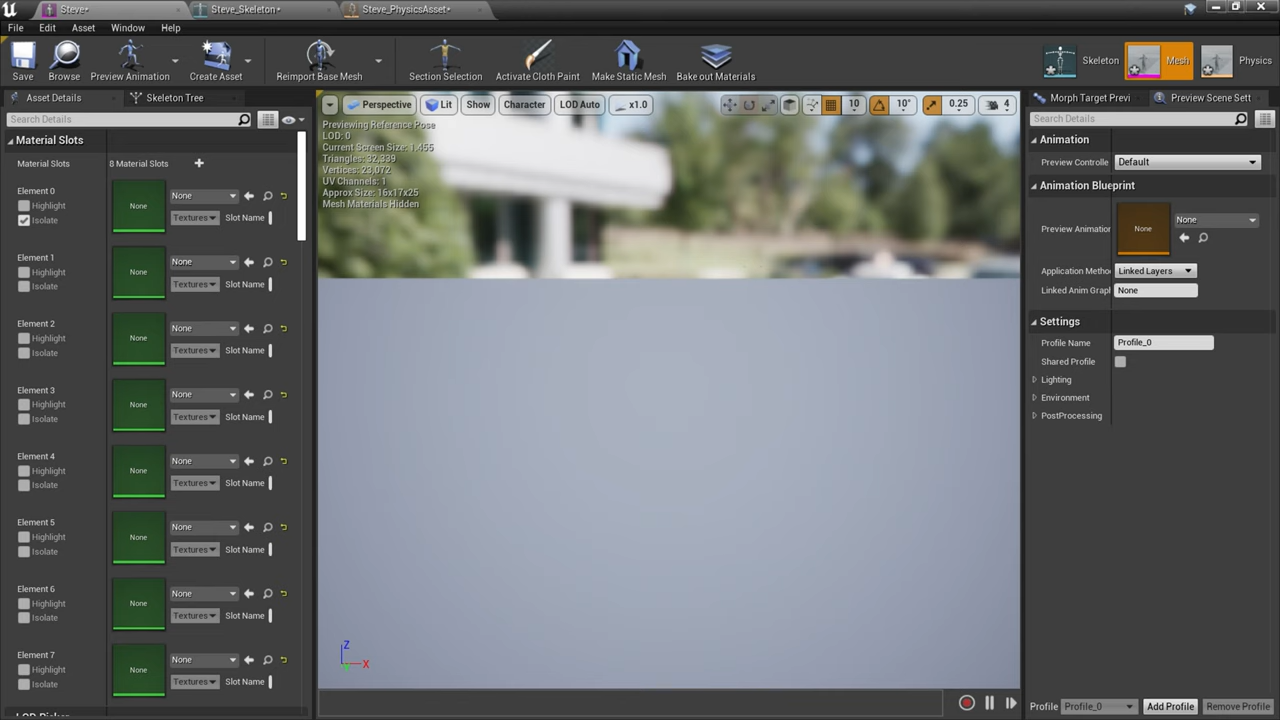 Steve*
Steve_Skeleton*
Steve_PhysicsAsset*
File Edit Asset Window Help
Save
Browse
Preview Animation
Create Asset
Reimport Base Mesh
Section Selection
Activate Cloth Paint
Make Static Mesh
Bake out Materials
Skeleton
Mesh
Physics
Asset Details
Skeleton Tree
Search Details
Material Slots
Material Slots 8 Material Slots
Element 0
Highlight
Isolate
None
None
Textures Slot Name
Element 1
Highlight
Isolate
None
None
Textures Slot Name
Element 2
Highlight
Isolate
None
None
Textures Slot Name
Element 3
Highlight
Isolate
None
None
Textures Slot Name
Element 4
Highlight
Isolate
None
None
Textures Slot Name
Element 5
Highlight
Isolate
None
None
Textures Slot Name
Element 6
Highlight
Isolate
None
None
Textures Slot Name
Element 7
Highlight
Isolate
None
None
Textures Slot Name
Perspective Lit Show Character LOD Auto x1.0
10 10° 0.25 4
Previewing Reference Pose
LOD: 0
Current Screen Size: 1.455
Triangles: 32,339
Vertices: 23,072
UV Channels: 1
Approx Size: 16x17x25
Mesh Materials Hidden
Z
X
Morph Target Previ
Preview Scene Sett
Search Details
Animation
Preview Controlle Default
Animation Blueprint
Preview Animation
None
None
Application Metho Linked Layers
Linked Anim Grap None
Settings
Profile Name Profile_0
Shared Profile
Lighting
Environment
PostProcessing
Profile Profile_0 Add Profile Remove Profile